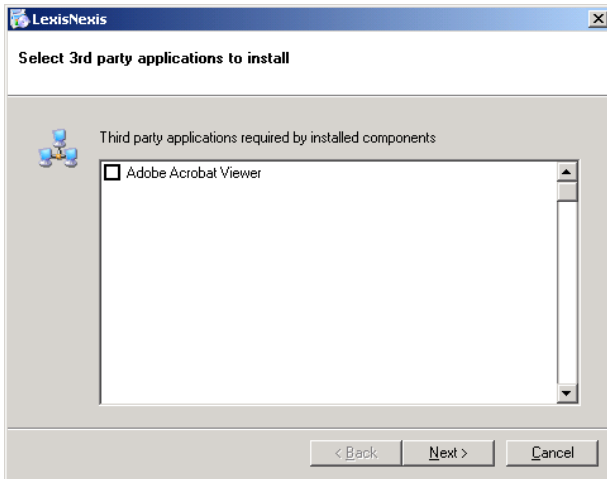 LexisNexis
Select 3rd party applications to install
Third party applications required by installed components
Adobe Acrobat Viewer
< Back Next > Cancel